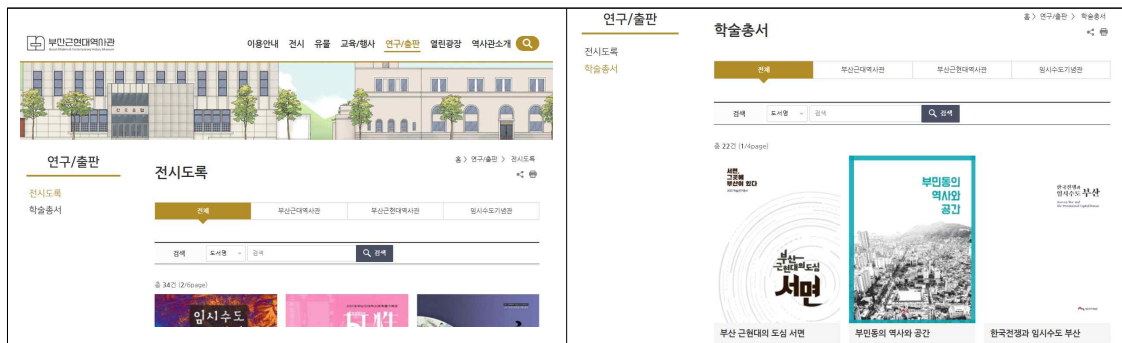 부산근현대역사관
이용안내 전시 유물 교육/행사 연구/출판 열린광장 역사관소개
연구/출판
전시도록
학술총서
홈 > 연구/출판 > 전시도록
전시도록
전체 부산근대역사관 부산근현대역사관 임시수도기념관
검색 도서명 검색 검색
총 34건 (2/6page)
임시수도
연구/출판
전시도록
학술총서
홈 > 연구/출판 > 학술총서
학술총서
전체 부산근대역사관 부산근현대역사관 임시수도기념관
검색 도서명 검색 검색
총 22건 (1/4page)
서면,
그곳에
부산이 있다
부산
근현대의 도심
서면
부민동의
역사와
공간
한국전쟁과
임시수도 부산
부산 근현대의 도심 서면
부민동의 역사와 공간
한국전쟁과 임시수도 부산